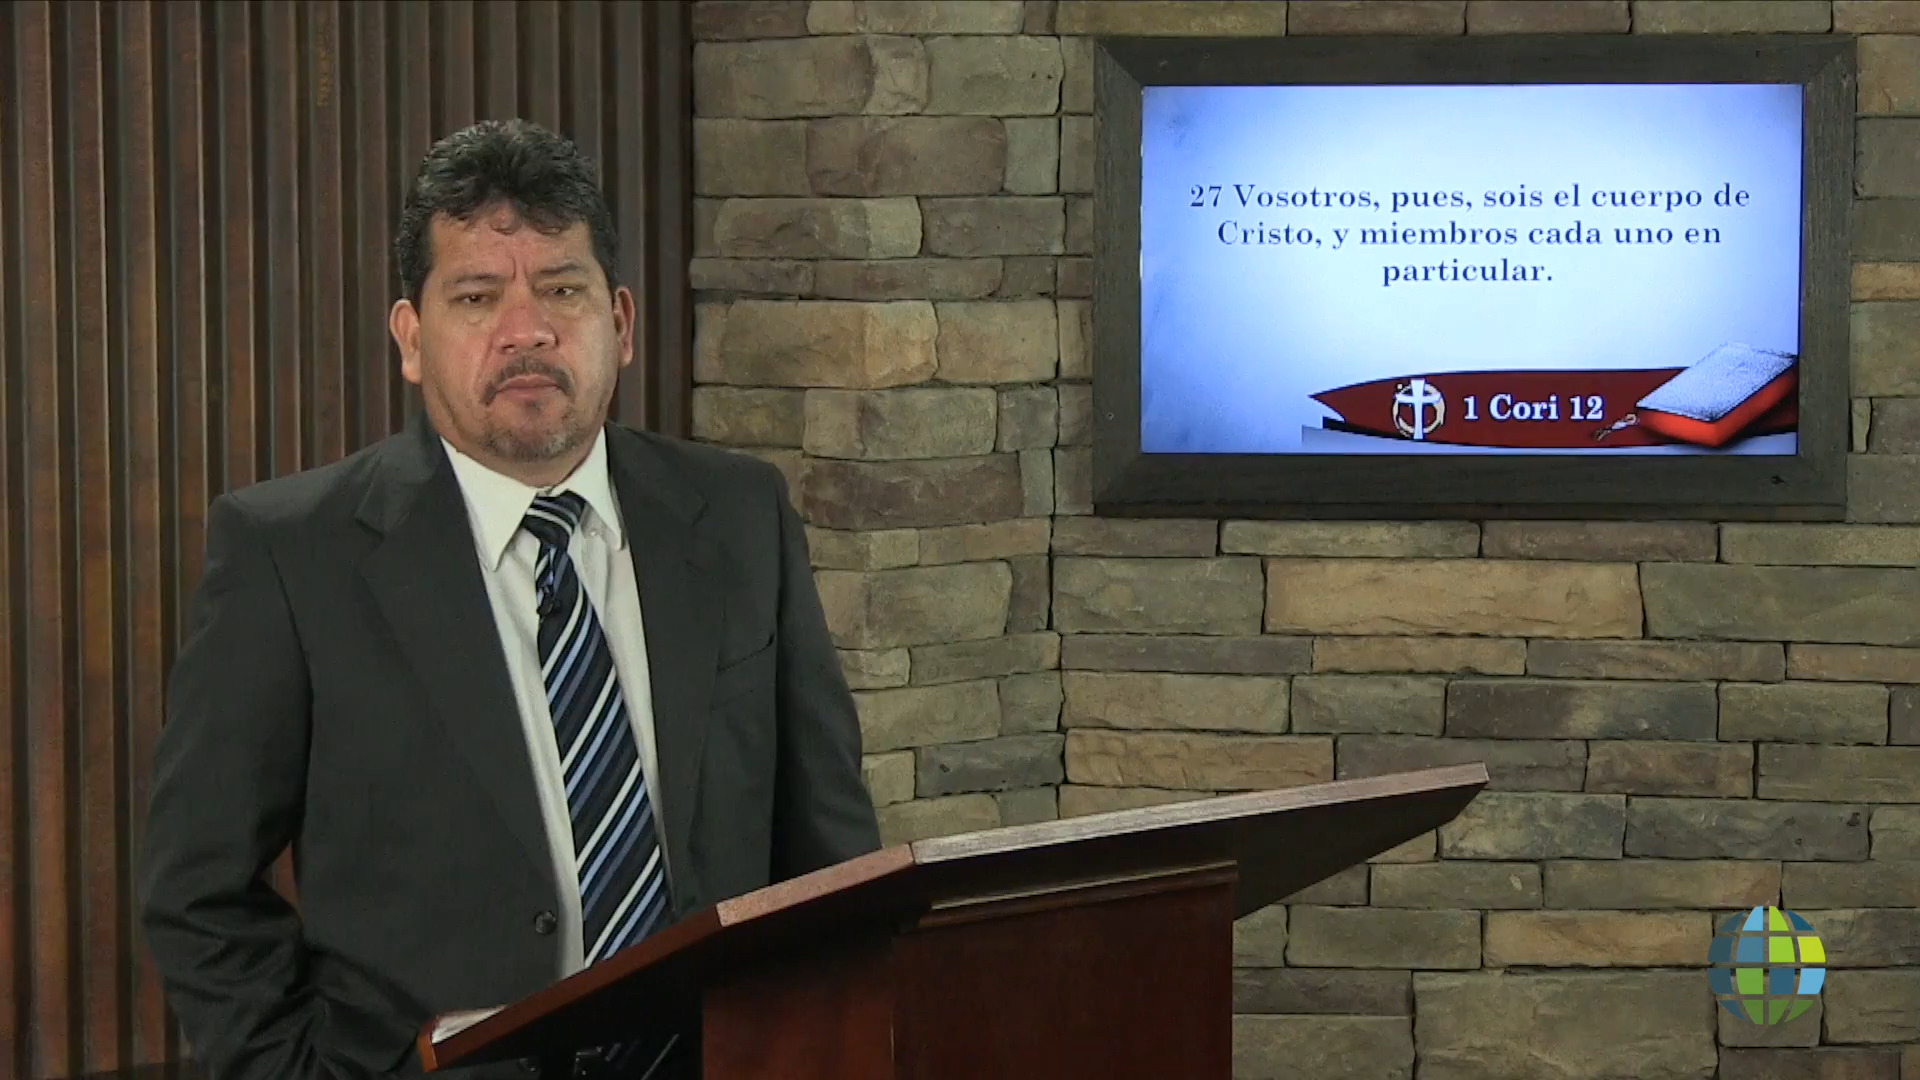 27 Vosotros, pues, sois el cuerpo de
Cristo, y miembros cada uno en
particular.
1 Cori 12